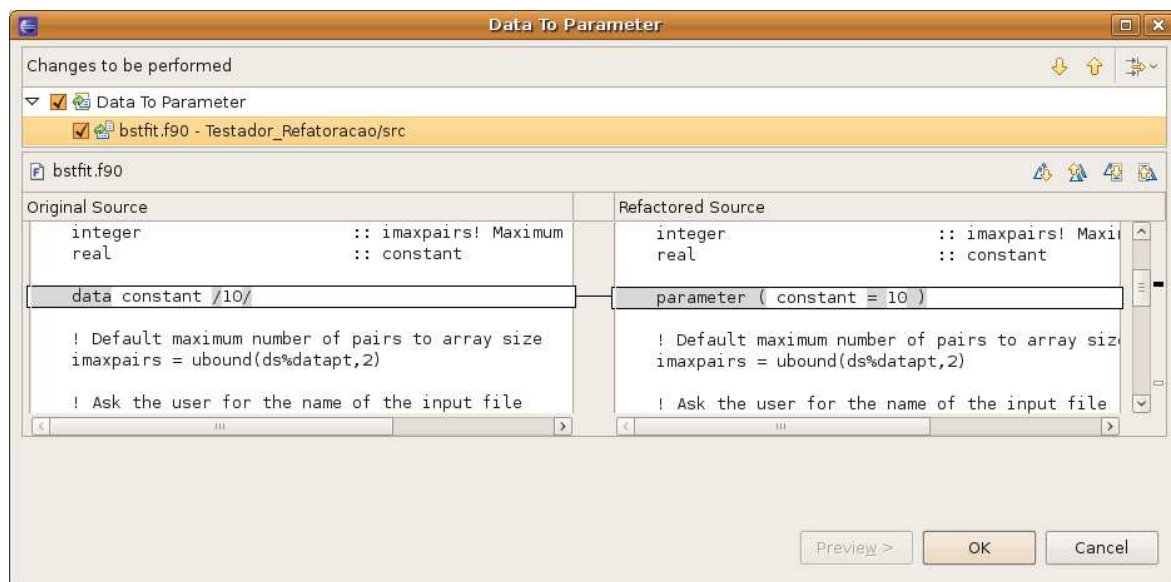 Data To Parameter
Changes to be performed
Data To Parameter
bstfit.f90 - Testador_Refatoracao/src
bstfit.f90
Original Source
integer :: imaxpairs! Maximum
real :: constant
data constant /10/
! Default maximum number of pairs to array size
imaxpairs = ubound(ds%datapt,2)
! Ask the user for the name of the input file
Refactored Source
integer :: imaxpairs! Maxi
real :: constant
parameter ( constant = 10 )
! Default maximum number of pairs to array siz
imaxpairs = ubound(ds%datapt,2)
! Ask the user for the name of the input file
Preview >
OK
Cancel